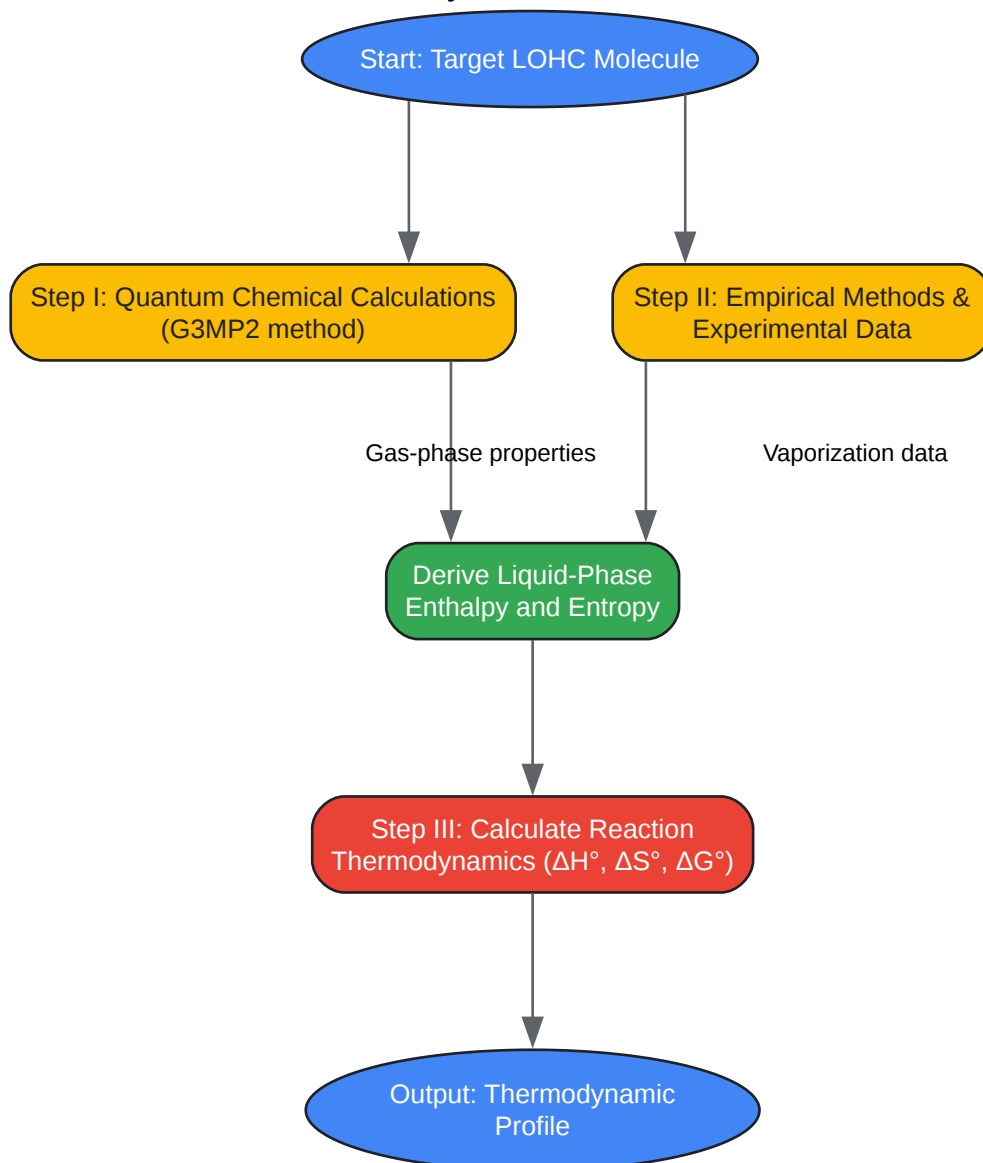 Start: Target LOHC Molecule
Step I: Quantum Chemical Calculations
(G3MP2 method)
Step II: Empirical Methods &
Experimental Data
Gas-phase properties
Vaporization data
Derive Liquid-Phase
Enthalpy and Entropy
Step III: Calculate Reaction
Thermodynamics (ΔH°, ΔS°, ΔG°)
Output: Thermodynamic
Profile